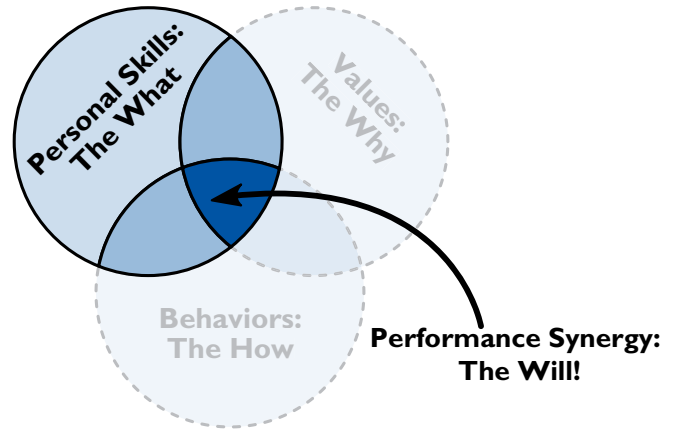 Personal Skills:
The What
Values:
The Why
Behaviors:
The How
Performance Synergy:
The Will!